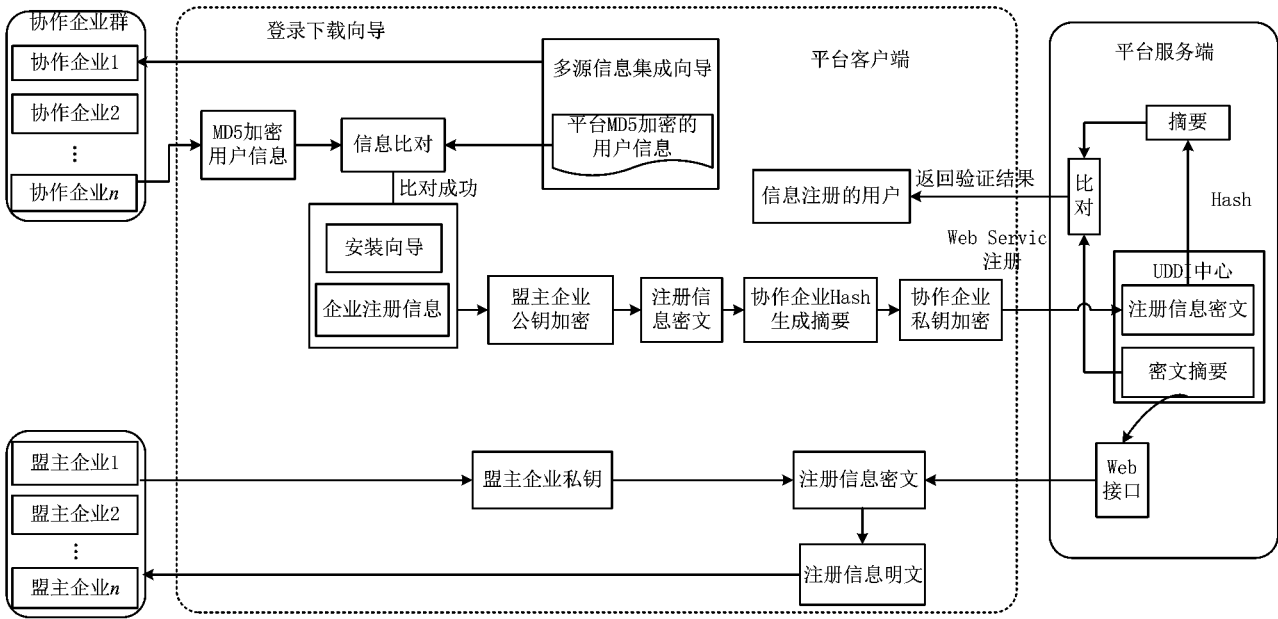 协作企业群
协作企业1
协作企业2
⋮
协作企业n
登录下载向导
MD5加密
用户信息
信息比对
多源信息集成向导
平台MD5加密的
用户信息
比对成功
安装向导
企业注册信息
盟主企业
公钥加密
注册信
息密文
协作企业Hash
生成摘要
协作企业
私钥加密
平台客户端
信息注册的用户
返回验证结果
Web Servic
注册
平台服务端
摘要
比
对
Hash
UDDI中心
注册信息密文
密文摘要
Web
接口
盟主企业1
盟主企业2
⋮
盟主企业n
盟主企业私钥
注册信息密文
注册信息明文